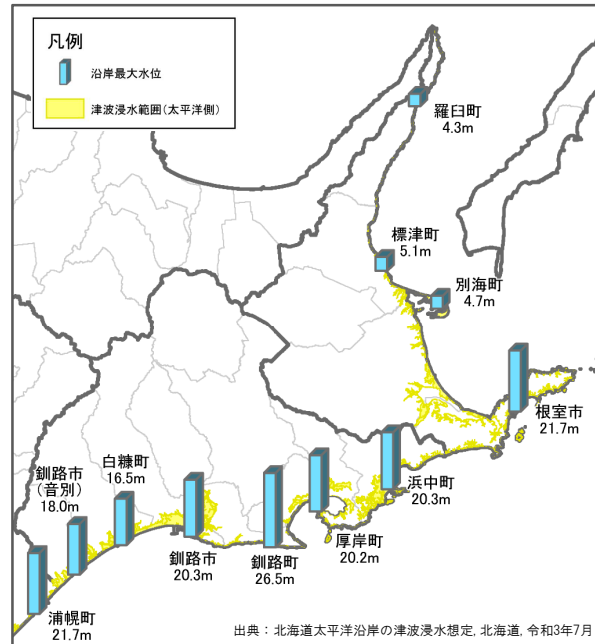 凡例
沿岸最大水位
津波浸水範囲(太平洋側)
羅臼町
4.3m
標津町
5.1m
別海町
4.7m
根室市
21.7m
浜中町
20.3m
厚岸町
20.2m
釧路町
26.5m
釧路市
20.3m
白糠町
16.5m
釧路市
(音別)
18.0m
浦幌町
21.7m
出典：北海道太平洋沿岸の津波浸水想定, 北海道, 令和3年7月